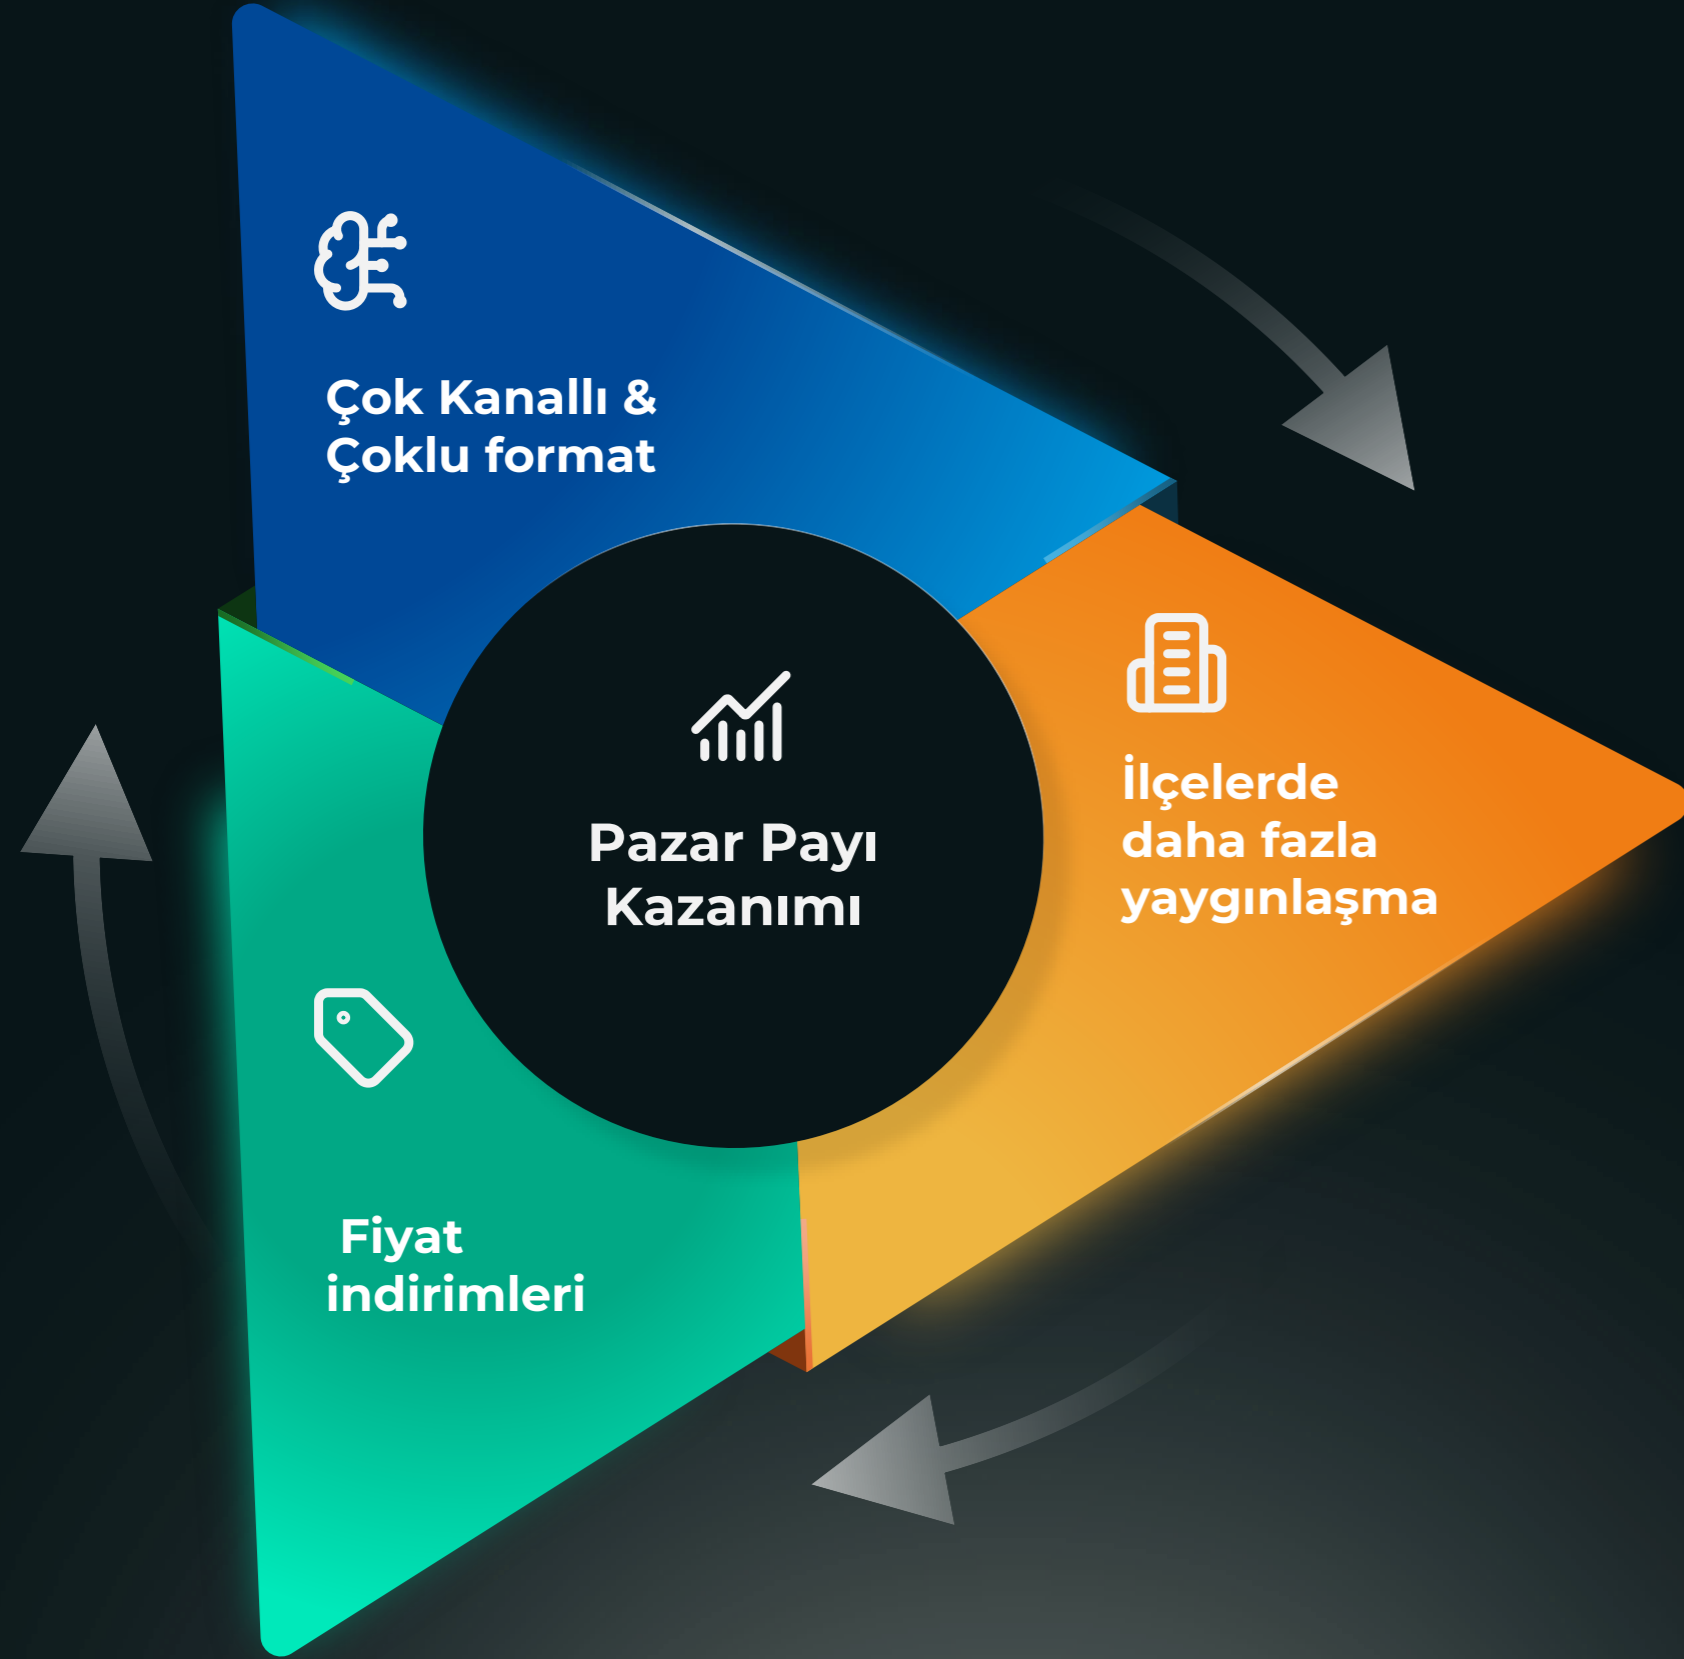 Çok Kanallı &
Çoklu format
İlçelerde
daha fazla
yaygınlaşma
Pazar Payı
Kazanımı
Fiyat
indirimleri